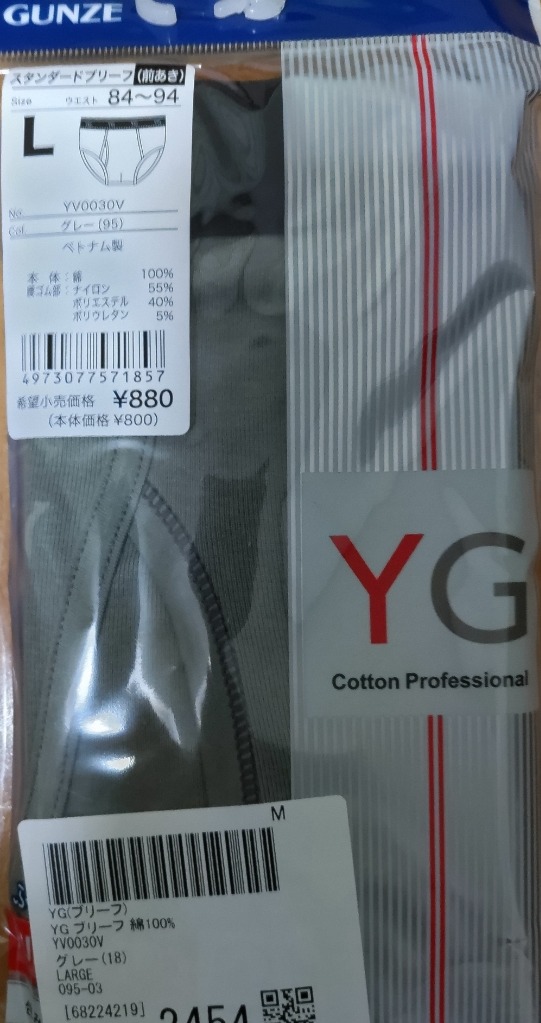 GUNZE
スタンダードブリーフ(前あき)
Size ウエスト 84〜94
L
No. YV0030V
Col. グレー(95)
ベトナム製
本体:綿 100%
腰ゴム部:ナイロン 55%
ポリエステル 40%
ポリウレタン 5%
4973077571857
希望小売価格 ¥880
(本体価格 ¥800)
YG
Cotton Professional
M
YG(ブリーフ)
YG ブリーフ 綿100%
YV0030V
グレー(18)
LARGE
095-03
[68224219]
2454